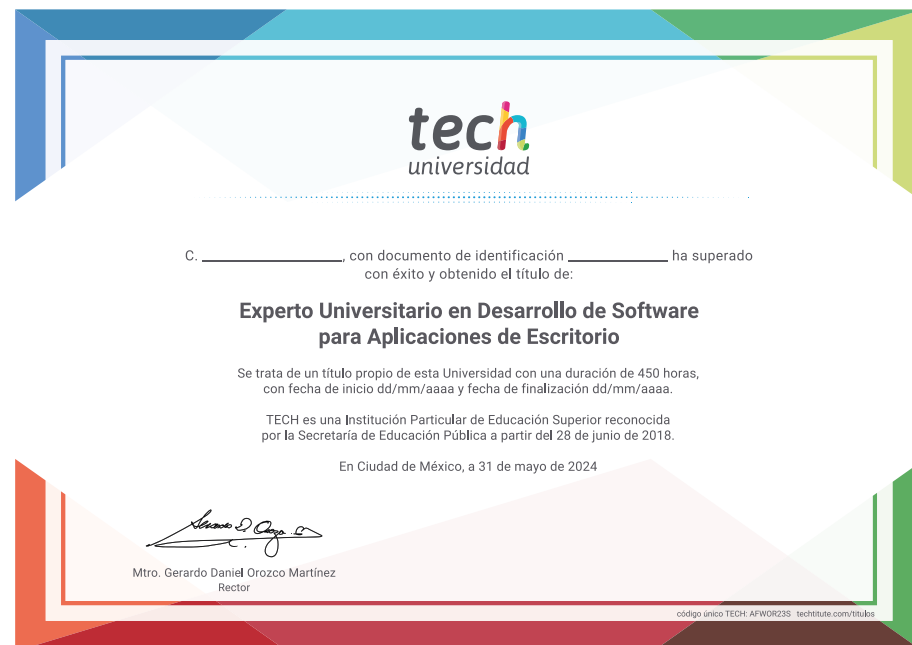 tech
universidad
C. ____________________, con documento de identificación ______________ ha superado
con éxito y obtenido el título de:
Experto Universitario en Desarrollo de Software
para Aplicaciones de Escritorio
Se trata de un título propio de esta Universidad con una duración de 450 horas,
con fecha de inicio dd/mm/aaaa y fecha de finalización dd/mm/aaaa.
TECH es una Institución Particular de Educación Superior reconocida
por la Secretaría de Educación Pública a partir del 28 de junio de 2018.
En Ciudad de México, a 31 de mayo de 2024
Mtro. Gerardo Daniel Orozco Martínez
Rector
código único TECH: AFWOR23S techtitute.com/titulos